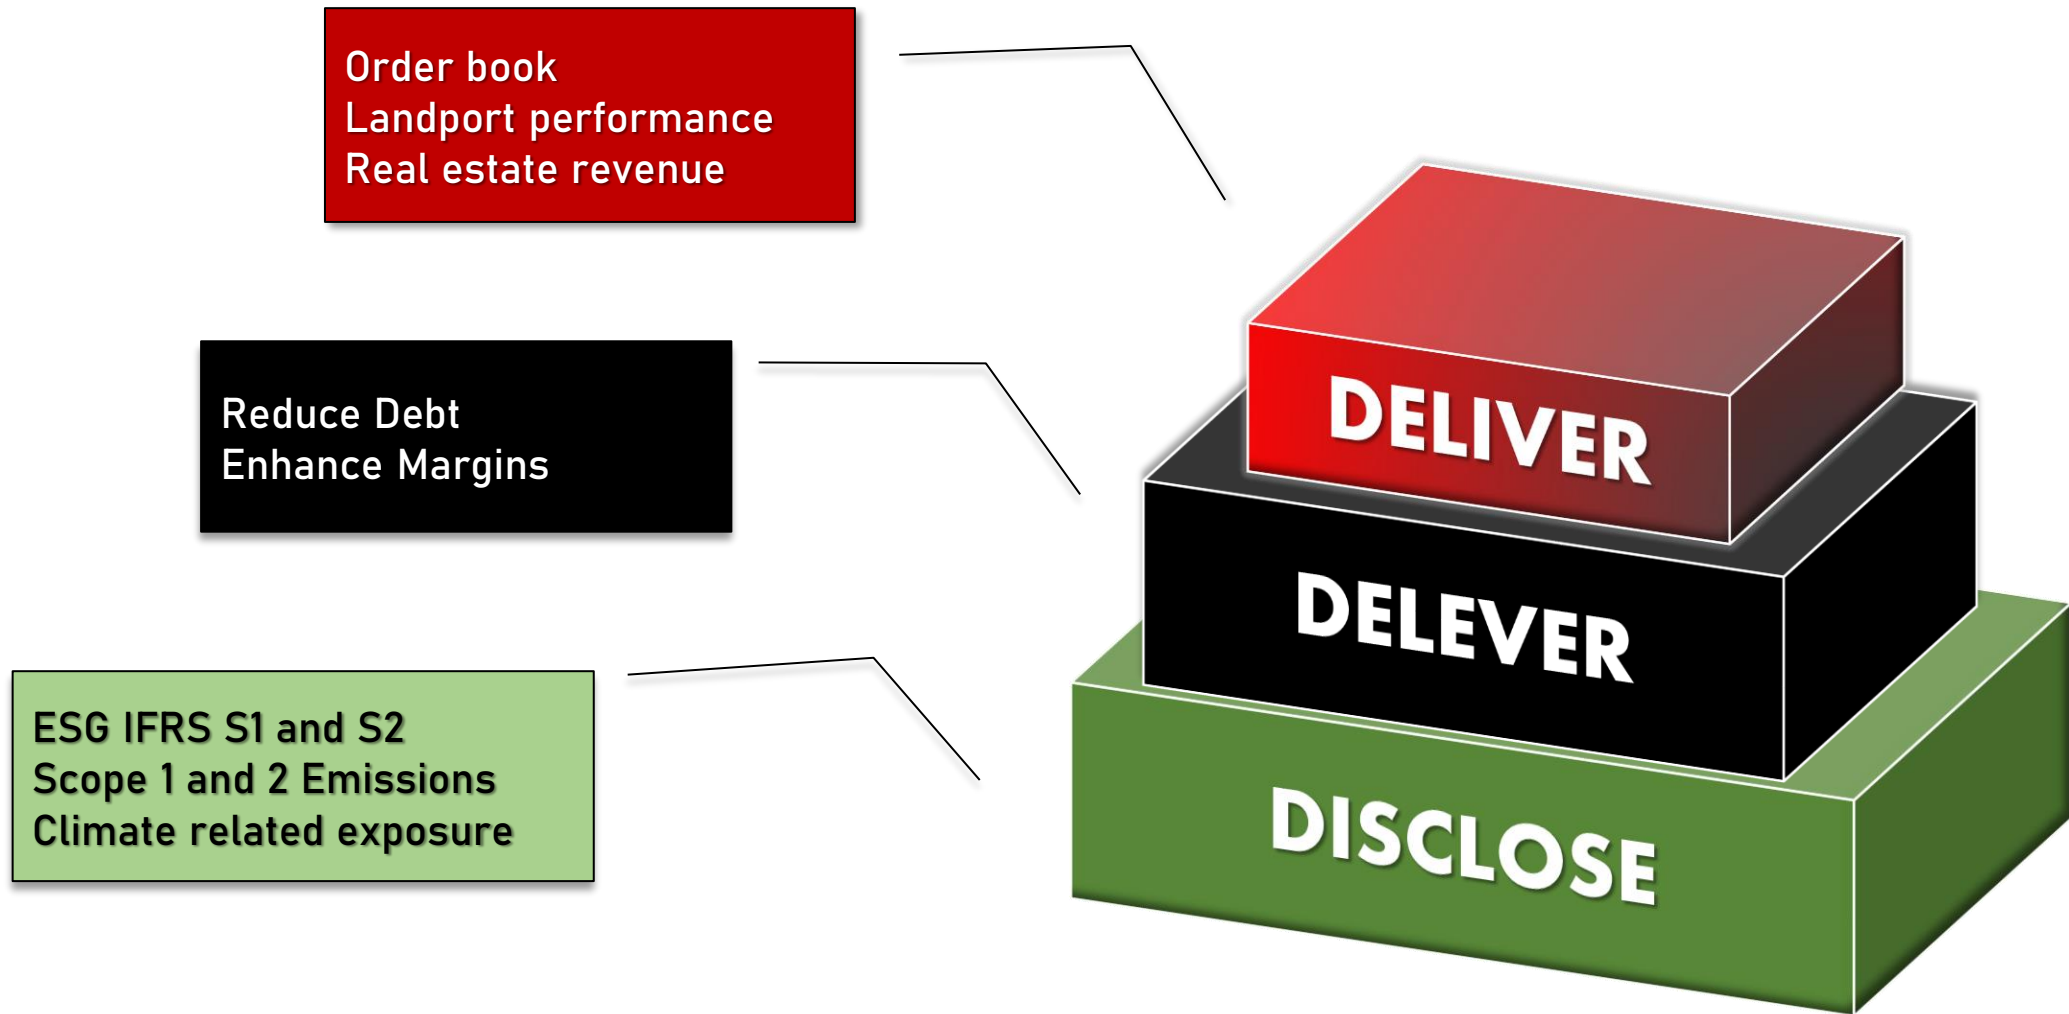 Order book
Landport performance
Real estate revenue
DELIVER
Reduce Debt
Enhance Margins
DELEVER
ESG IFRS S1 and S2
Scope 1 and 2 Emissions
Climate related exposure
DISCLOSE